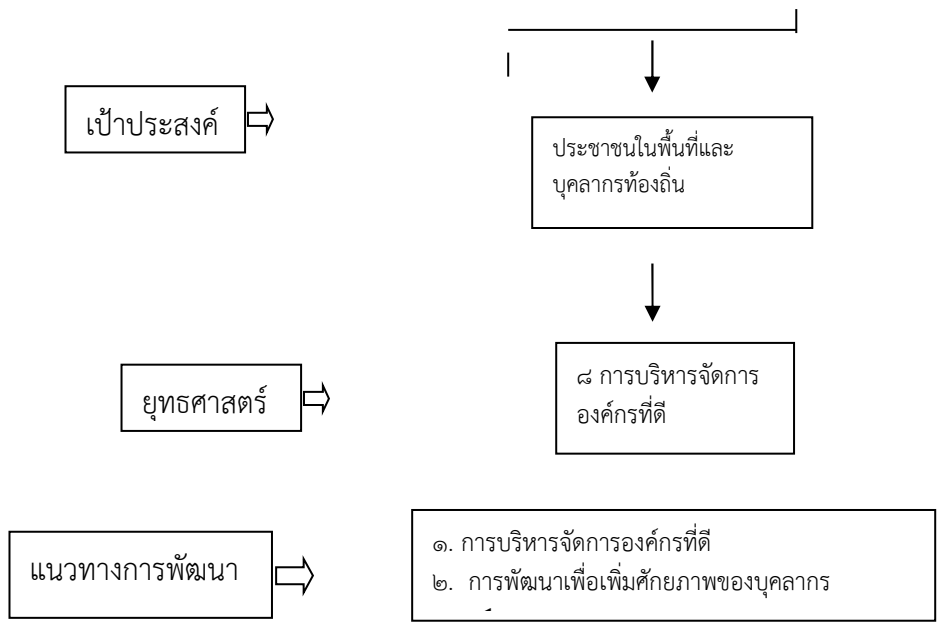 เป้าประสงค์
ประชาชนในพื้นที่และ
บุคลากรท้องถิ่น
ยุทธศาสตร์
๘ การบริหารจัดการ
องค์กรที่ดี
แนวทางการพัฒนา
๑. การบริหารจัดการองค์กรที่ดี
๒. การพัฒนาเพื่อเพิ่มศักยภาพของบุคลากร